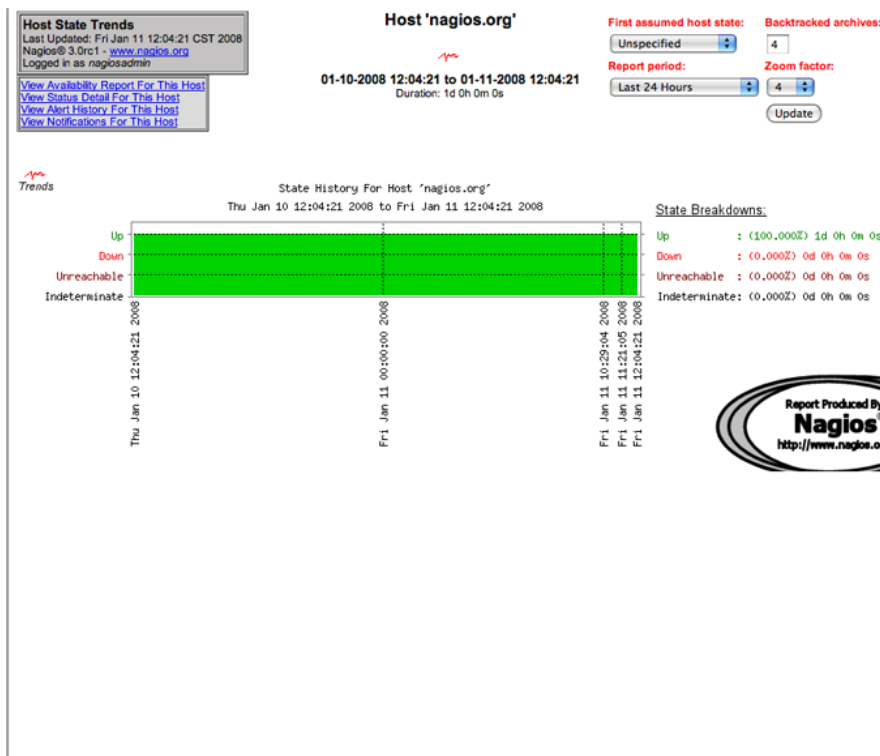 Host State Trends
Last Updated: Fri Jan 11 12:04:21 CST 2008
Nagios® 3.0rc1 - www.nagios.org
Logged in as nagiosadmin
View Availability Report For This Host
View Status Detail For This Host
View Alert History For This Host
View Notifications For This Host
Host 'nagios.org'
01-10-2008 12:04:21 to 01-11-2008 12:04:21
Duration: 1d 0h 0m 0s
First assumed host state:
Unspecified
Backtracked archives:
4
Report period:
Last 24 Hours
Zoom factor:
4
Update
Trends
State History For Host 'nagios.org'
Thu Jan 10 12:04:21 2008 to Fri Jan 11 12:04:21 2008
Up
Down
Unreachable
Indeterminate
Thu Jan 10 12:04:21 2008
Fri Jan 11 00:00:00 2008
Fri Jan 11 10:29:04 2008
Fri Jan 11 11:21:05 2008
Fri Jan 11 12:04:21 2008
State Breakdowns:
Up : (100.000%) 1d 0h 0m 0s
Down : (0.000%) 0d 0h 0m 0s
Unreachable : (0.000%) 0d 0h 0m 0s
Indeterminate: (0.000%) 0d 0h 0m 0s
Report Produced By
Nagios®
http://www.nagios.o